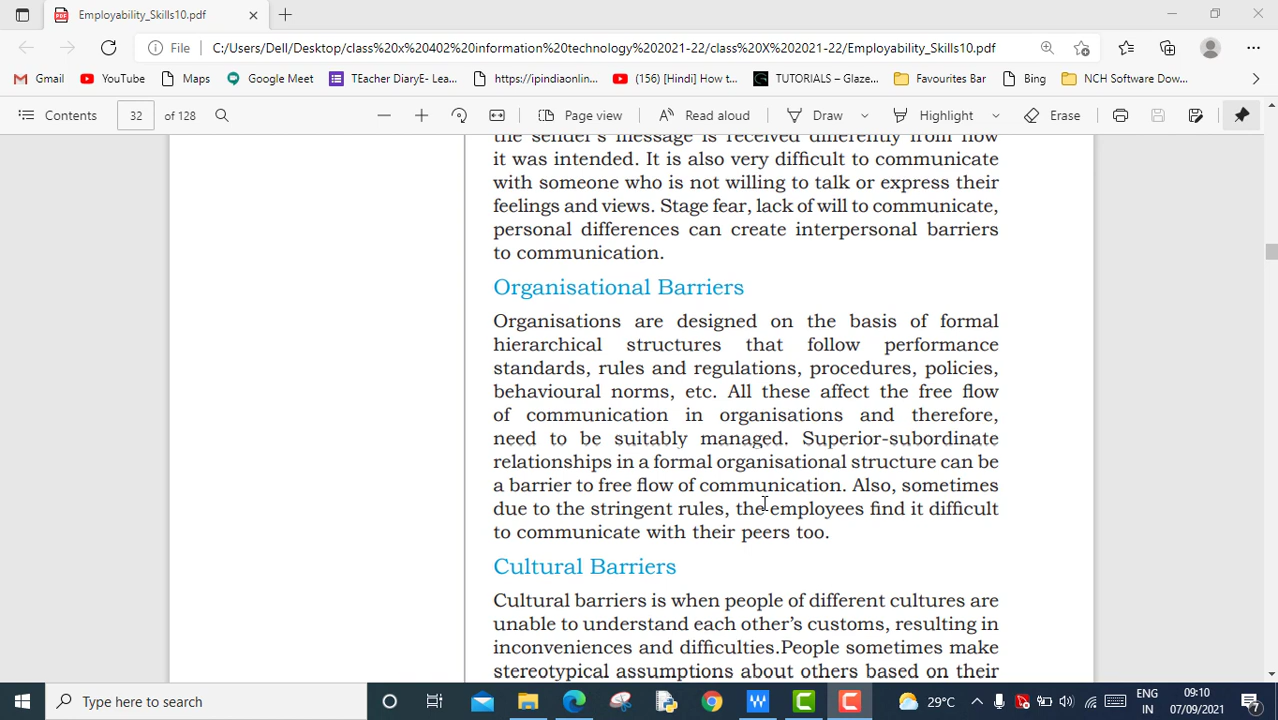 Employability_Skills10.pdf
File C:/Users/Dell/Desktop/class%20x%20402%20information%20technology%202021-22/class%20X%202021-22/Employability_Skills10.pdf
Gmail YouTube Maps Google Meet TEacher DiaryE- Lea... https://ipindiaonlin... (156) [Hindi] How t... TUTORIALS – Glaze... Favourites Bar Bing NCH Software Dow...
Contents 32 of 128 Page view Read aloud Draw Highlight Erase
the sender's message is received differently from how
it was intended. It is also very difficult to communicate
with someone who is not willing to talk or express their
feelings and views. Stage fear, lack of will to communicate,
personal differences can create interpersonal barriers
to communication.
Organisational Barriers
Organisations are designed on the basis of formal
hierarchical structures that follow performance
standards, rules and regulations, procedures, policies,
behavioural norms, etc. All these affect the free flow
of communication in organisations and therefore,
need to be suitably managed. Superior-subordinate
relationships in a formal organisational structure can be
a barrier to free flow of communication. Also, sometimes
due to the stringent rules, the employees find it difficult
to communicate with their peers too.
Cultural Barriers
Cultural barriers is when people of different cultures are
unable to understand each other's customs, resulting in
inconveniences and difficulties.People sometimes make
stereotypical assumptions about others based on their
Type here to search
29°C
ENG
IN
09:10
07/09/2021
7